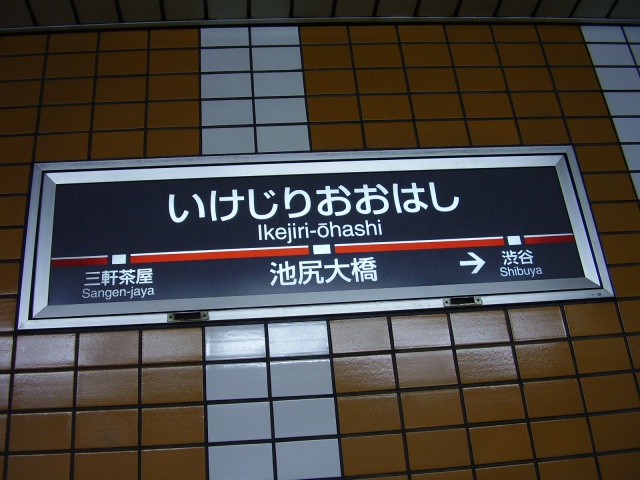 いけじりおおはし
Ikejiri-ōhashi
三軒茶屋
Sangen-jaya
池尻大橋
→
渋谷
Shibuya